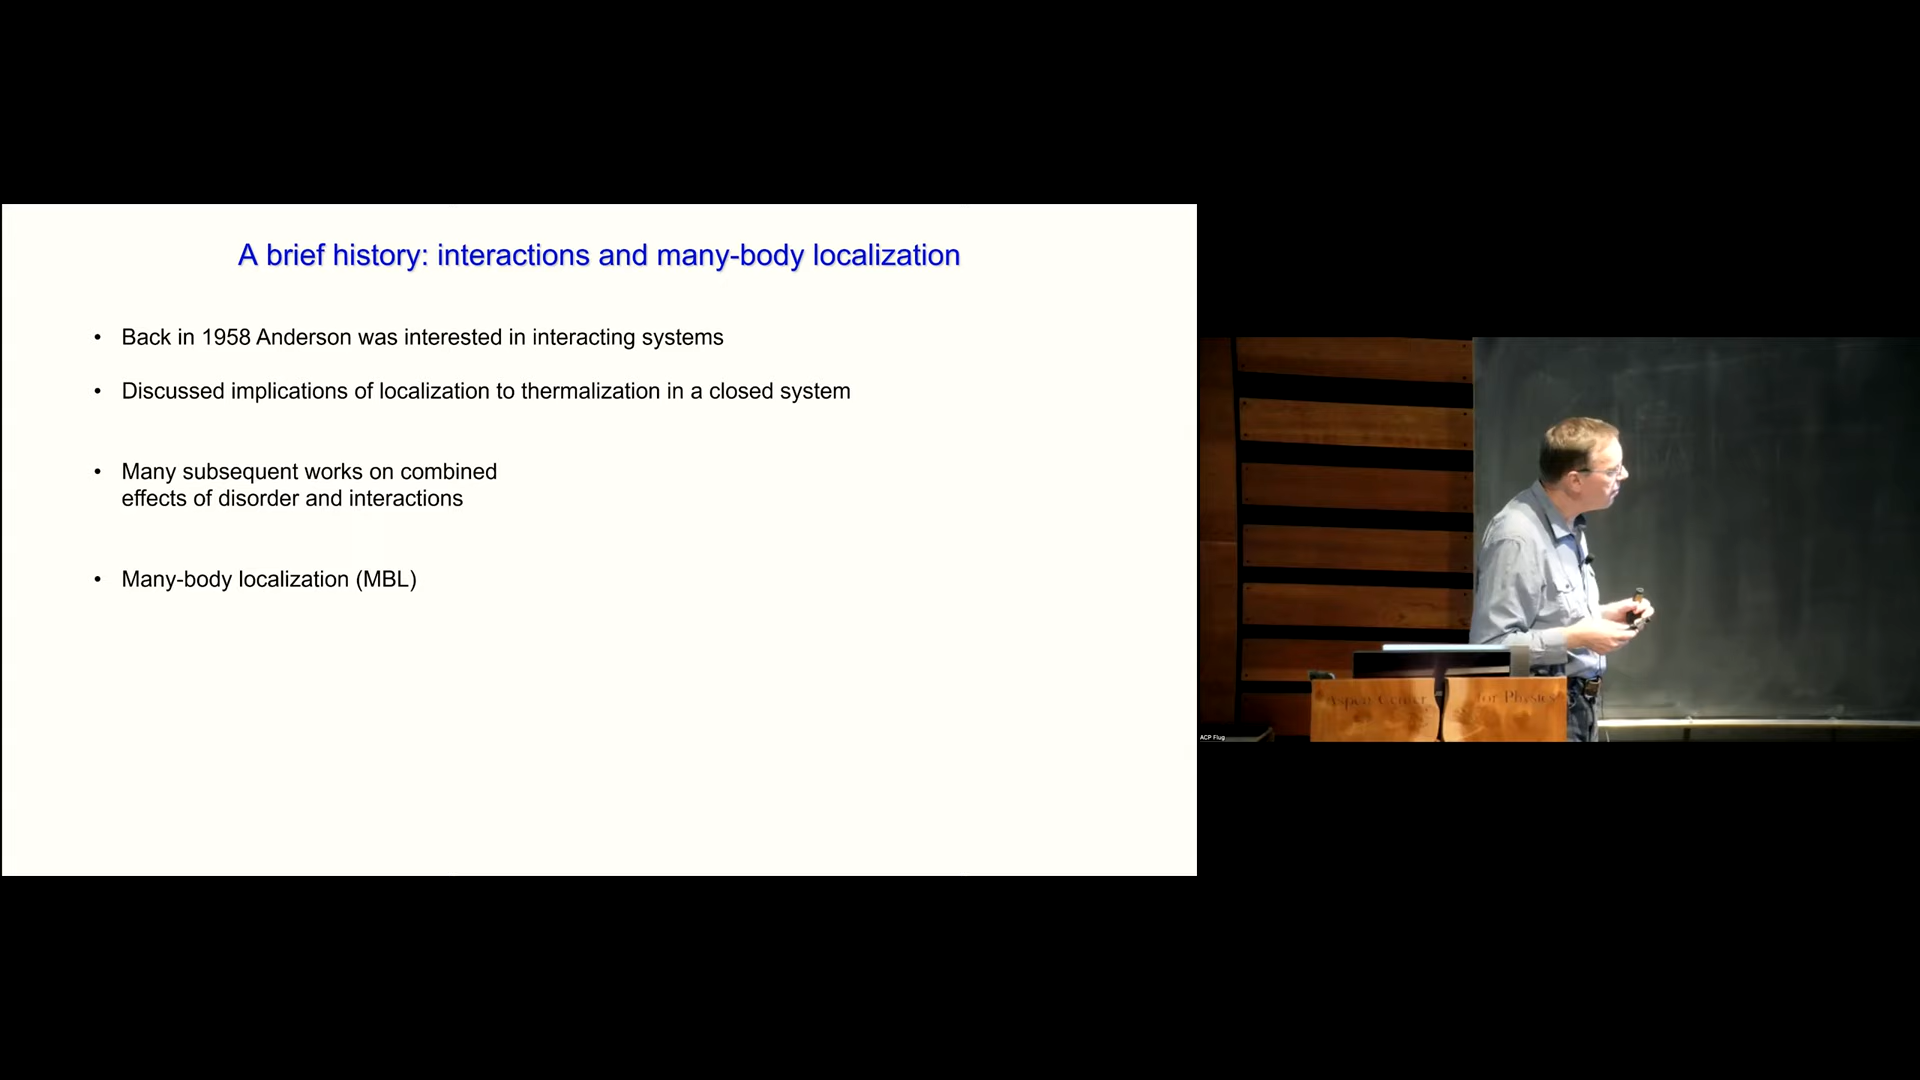 A brief history: interactions and many-body localization
• Back in 1958 Anderson was interested in interacting systems
• Discussed implications of localization to thermalization in a closed system
• Many subsequent works on combined
effects of disorder and interactions
• Many-body localization (MBL)
Aspen Center for Physics
ACP Flug